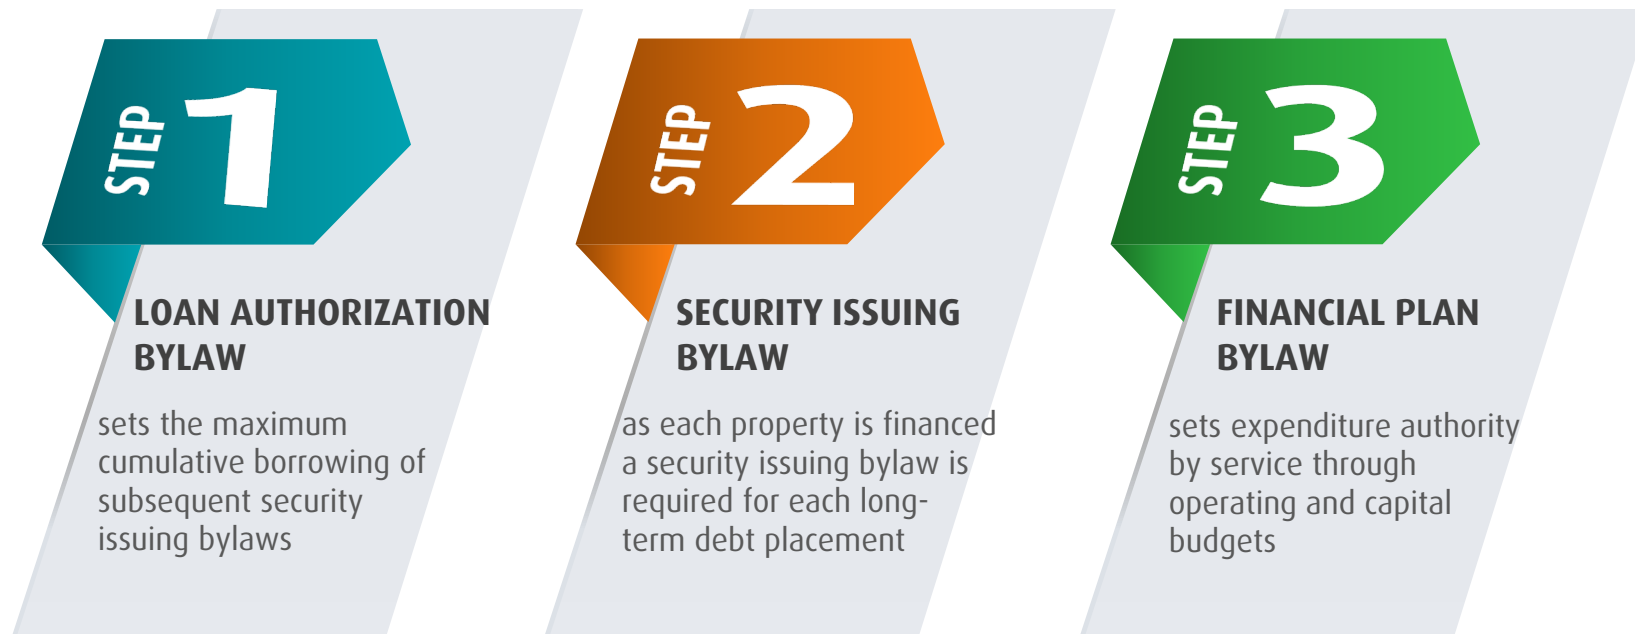 STEP 1
LOAN AUTHORIZATION
BYLAW
sets the maximum
cumulative borrowing of
subsequent security
issuing bylaws
STEP 2
SECURITY ISSUING
BYLAW
as each property is financed
a security issuing bylaw is
required for each long-
term debt placement
STEP 3
FINANCIAL PLAN
BYLAW
sets expenditure authority
by service through
operating and capital
budgets